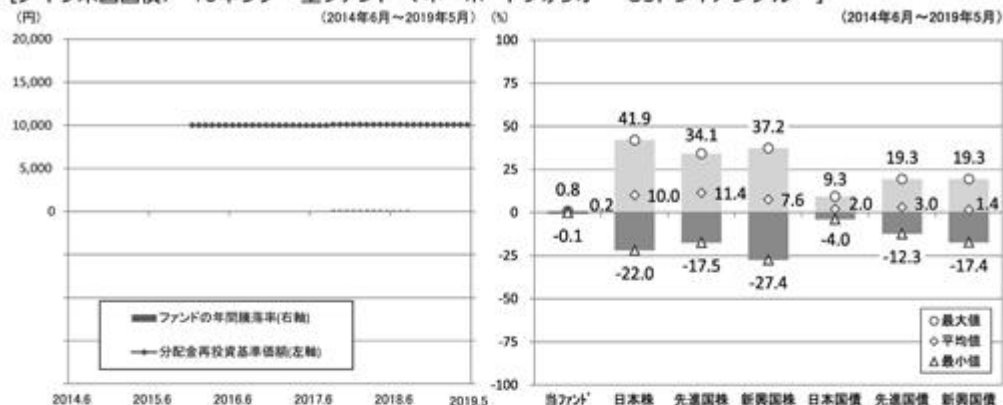 (円)
(2014年6月～2019年5月)
20,000
15,000
10,000
5,000
0
ファンドの年間騰落率(右軸)
分配金再投資基準価額(左軸)
2014.6 2015.6 2016.6 2017.6 2018.6 2019.5
(%)
(2014年6月～2019年5月)
100
75
50
25
0
-25
-50
-75
-100
41.9 34.1 37.2 9.3 19.3 19.3
0.8
0.2 10.0 11.4 7.6 2.0 3.0 1.4
-0.1 -22.0 -17.5 -27.4 -4.0 -12.3 -17.4
○最大値
◇平均値
△最小値
当ファンド 日本株 先進国株 新興国株 日本国債 先進国債 新興国債